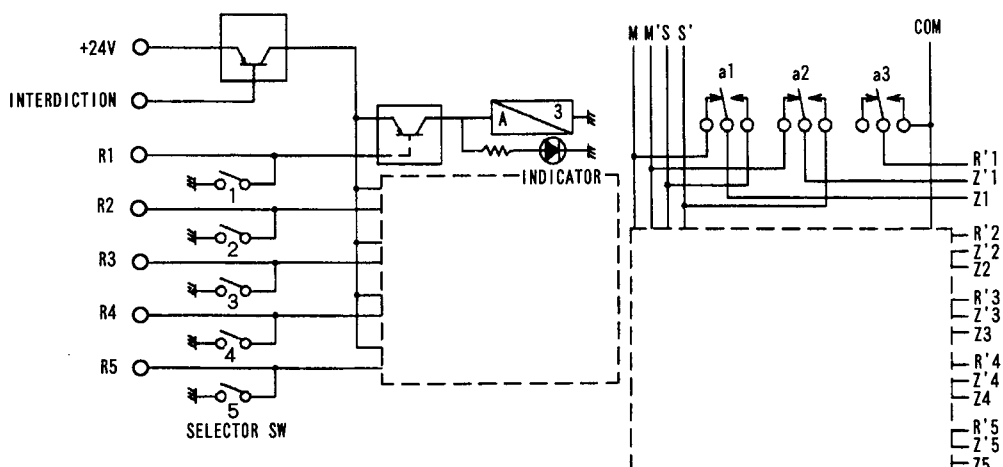 +24V
INTERDICTION
R1
1
R2
2
R3
3
R4
4
R5
5
SELECTOR SW
A 3
INDICATOR
M M' S S' COM
a1 a2 a3
R'1
Z'1
Z1
R'2
Z'2
Z2
R'3
Z'3
Z3
R'4
Z'4
Z4
R'5
Z'5
Z5